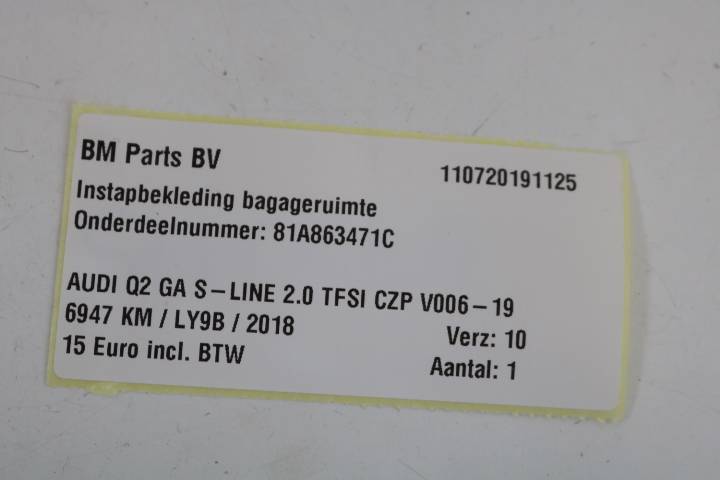 BM Parts BV 110720191125
Instapbekleding bagageruimte
Onderdeelnummer: 81A863471C
AUDI Q2 GA S-LINE 2.0 TFSI CZP V006-19
6947 KM / LY9B / 2018 Verz: 10
15 Euro incl. BTW Aantal: 1